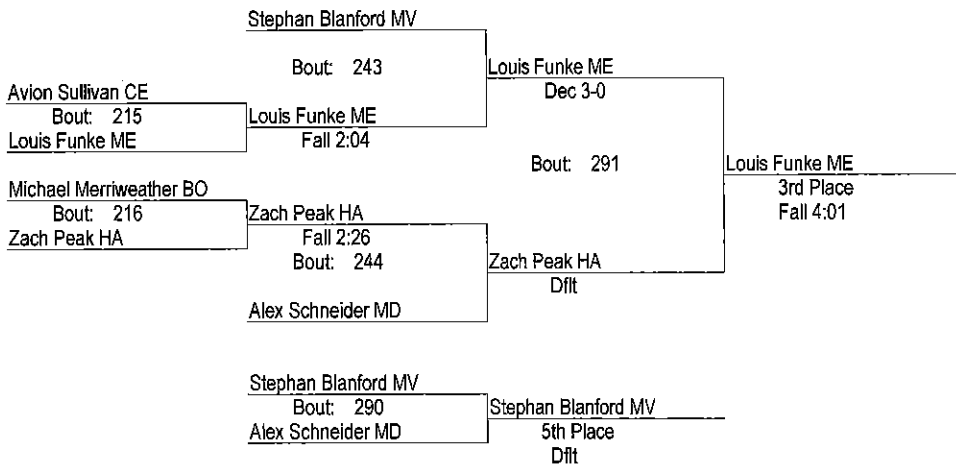 Stephan Blanford MV
Bout: 243
Louis Funke ME
Dec 3-0
Avion Sullivan CE
Bout: 215
Louis Funke ME
Louis Funke ME
Fall 2:04
Bout: 291
Louis Funke ME
3rd Place
Fall 4:01
Michael Merriweather BO
Bout: 216
Zach Peak HA
Zach Peak HA
Fall 2:26
Bout: 244
Zach Peak HA
Dflt
Alex Schneider MD
Stephan Blanford MV
Bout: 290
Alex Schneider MD
Stephan Blanford MV
5th Place
Dflt